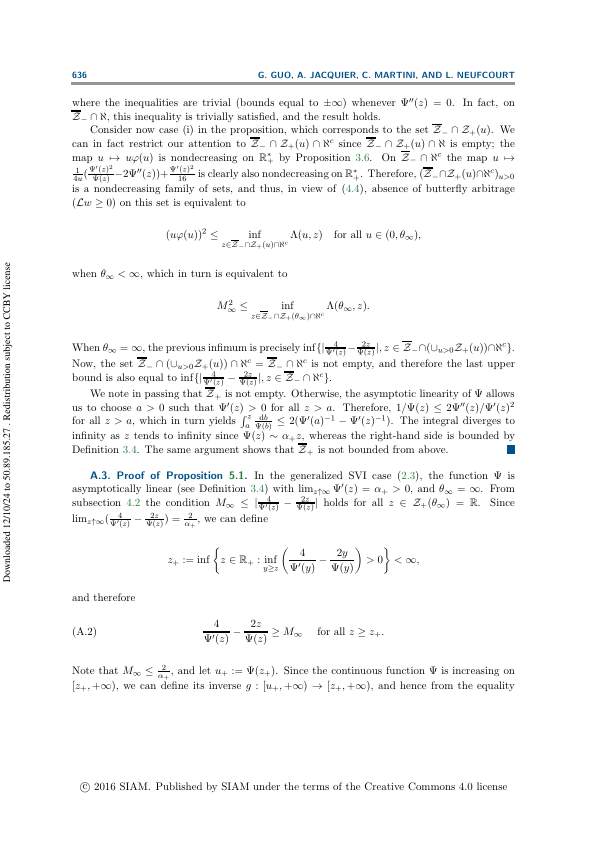 636
G. GUO, A. JACQUIER, C. MARTINI, AND L. NEUFCOURT
where the inequalities are trivial (bounds equal to ±∞) whenever Ψ′′(z) = 0. In fact, on
$\overline{\mathcal{Z}}_- \cap \aleph$, this inequality is trivially satisfied, and the result holds.
Consider now case (i) in the proposition, which corresponds to the set $\overline{\mathcal{Z}}_- \cap \mathcal{Z}_+(u)$. We
can in fact restrict our attention to $\overline{\mathcal{Z}}_- \cap \aleph^c$ since $\overline{\mathcal{Z}}_- \cap \mathcal{Z}_+(u) \cap \aleph$ is empty; the
map $u \mapsto u\varphi(u)$ is nondecreasing on $\mathbb{R}_+^*$ by Proposition 3.6. On $\overline{\mathcal{Z}}_- \cap \aleph^c$ the map $u \mapsto$
$\frac{1}{4u}(\frac{\Psi'(z)^2}{\Psi(z)} - 2\Psi''(z)) + \frac{\Psi'(z)^2}{16}$ is clearly also nondecreasing on $\mathbb{R}_+^*$. Therefore, $(\overline{\mathcal{Z}}_- \cap \mathcal{Z}_+(u) \cap \aleph^c)_{u>0}$
is a nondecreasing family of sets, and thus, in view of (4.4), absence of butterfly arbitrage
($\mathcal{L}w \geq 0$) on this set is equivalent to
$(u\varphi(u))^2 \leq \inf_{z \in \overline{\mathcal{Z}}_- \cap \mathcal{Z}_+(u) \cap \aleph^c} \Lambda(u, z)$ for all $u \in (0, \theta_\infty)$,
when $\theta_\infty < \infty$, which in turn is equivalent to
$M_\infty^2 \leq \inf_{z \in \overline{\mathcal{Z}}_- \cap \mathcal{Z}_+(\theta_\infty) \cap \aleph^c} \Lambda(\theta_\infty, z).$
When $\theta_\infty = \infty$, the previous infimum is precisely $\inf\{|\frac{4}{\Psi'(z)} - \frac{2z}{\Psi(z)}|, z \in \overline{\mathcal{Z}}_- \cap (\cup_{u>0} \mathcal{Z}_+(u)) \cap \aleph^c\}$.
Now, the set $\overline{\mathcal{Z}}_- \cap (\cup_{u>0} \mathcal{Z}_+(u)) \cap \aleph^c = \overline{\mathcal{Z}}_- \cap \aleph^c$ is not empty, and therefore the last upper
bound is also equal to $\inf\{|\frac{4}{\Psi'(z)} - \frac{2z}{\Psi(z)}|, z \in \overline{\mathcal{Z}}_- \cap \aleph^c\}$.
We note in passing that $\overline{\mathcal{Z}}_+$ is not empty. Otherwise, the asymptotic linearity of Ψ allows
us to choose $a > 0$ such that $\Psi'(z) > 0$ for all $z > a$. Therefore, $1/\Psi(z) \leq 2\Psi''(z)/\Psi'(z)^2$
for all $z > a$, which in turn yields $\int_a^z \frac{db}{\Psi(b)} \leq 2(\Psi'(a)^{-1} - \Psi'(z)^{-1})$. The integral diverges to
infinity as z tends to infinity since $\Psi(z) \sim \alpha_+ z$, whereas the right-hand side is bounded by
Definition 3.4. The same argument shows that $\overline{\mathcal{Z}}_+$ is not bounded from above. ■
A.3. Proof of Proposition 5.1. In the generalized SVI case (2.3), the function Ψ is
asymptotically linear (see Definition 3.4) with $\lim_{z \uparrow \infty} \Psi'(z) = \alpha_+ > 0$, and $\theta_\infty = \infty$. From
subsection 4.2 the condition $M_\infty \leq |\frac{4}{\Psi'(z)} - \frac{2z}{\Psi(z)}|$ holds for all $z \in \mathcal{Z}_+(\theta_\infty) = \mathbb{R}$. Since
$\lim_{z \uparrow \infty}(\frac{4}{\Psi'(z)} - \frac{2z}{\Psi(z)}) = \frac{2}{\alpha_+}$, we can define
$z_+ := \inf\left\{z \in \mathbb{R}_+ : \inf_{y \geq z}\left(\frac{4}{\Psi'(y)} - \frac{2y}{\Psi(y)}\right) > 0\right\} < \infty,$
and therefore
(A.2) $\frac{4}{\Psi'(z)} - \frac{2z}{\Psi(z)} \geq M_\infty$ for all $z \geq z_+$.
Note that $M_\infty \leq \frac{2}{\alpha_+}$, and let $u_+ := \Psi(z_+)$. Since the continuous function Ψ is increasing on
$[z_+, +\infty)$, we can define its inverse $g : [u_+, +\infty) \to [z_+, +\infty)$, and hence from the equality
© 2016 SIAM. Published by SIAM under the terms of the Creative Commons 4.0 license
Downloaded 12/10/24 to 50.89.185.27 . Redistribution subject to CCBY license